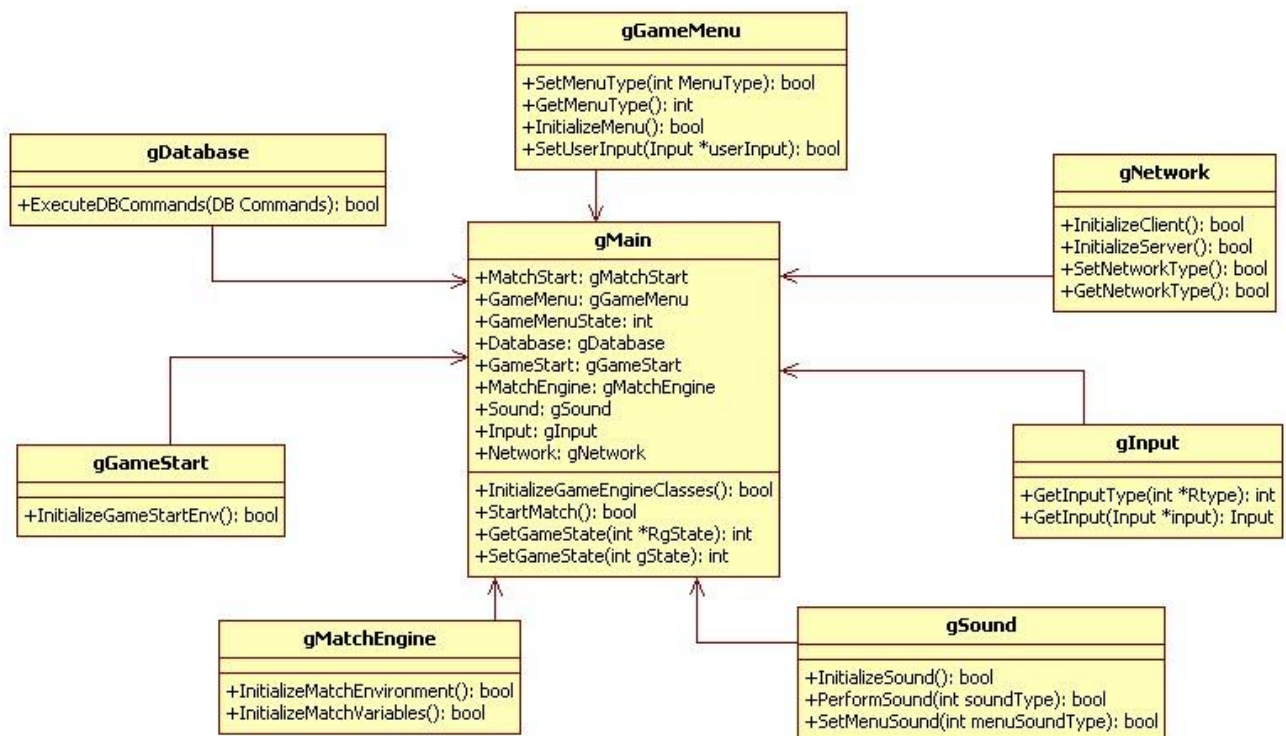 gGameMenu
+SetMenuType(int MenuType): bool
+GetMenuType(): int
+InitializeMenu(): bool
+SetUserInput(Input *userInput): bool
gDatabase
+ExecuteDBCommands(DB Commands): bool
gNetwork
+InitializeClient(): bool
+InitializeServer(): bool
+SetNetworkType(): bool
+GetNetworkType(): bool
gMain
+MatchStart: gMatchStart
+GameMenu: gGameMenu
+GameMenuState: int
+Database: gDatabase
+GameStart: gGameStart
+MatchEngine: gMatchEngine
+Sound: gSound
+Input: gInput
+Network: gNetwork
+InitializeGameEngineClasses(): bool
+StartMatch(): bool
+GetGameState(int *RgState): int
+SetGameState(int gState): int
gGameStart
+InitializeGameStartEnv(): bool
gInput
+GetInputType(int *Rtype): int
+GetInput(Input *input): Input
gMatchEngine
+InitializeMatchEnvironment(): bool
+InitializeMatchVariables(): bool
gSound
+InitializeSound(): bool
+PerformSound(int soundType): bool
+SetMenuSound(int menuSoundType): bool